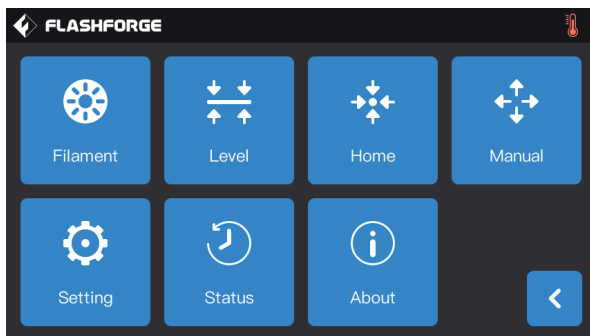 FLASHFORGE
Filament
Level
Home
Manual
Setting
Status
About